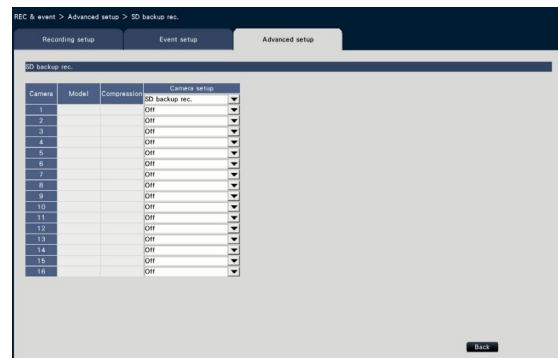 REC & event > Advanced setup > SD backup rec.
Recording setup Event setup Advanced setup
SD backup rec.
Camera Model Compression Camera setup
SD backup rec.
1 Off
2 Off
3 Off
4 Off
5 Off
6 Off
7 Off
8 Off
9 Off
10 Off
11 Off
12 Off
13 Off
14 Off
15 Off
16 Off
Back